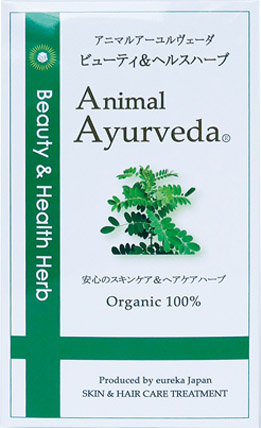 アニマルアーユルヴェーダ
ビューティ&ヘルスハーブ
Animal
Ayurveda®
Beauty & Health Herb
安心のスキンケア&ヘアケアハーブ
Organic 100%
Produced by eureka Japan
SKIN & HAIR CARE TREATMENT